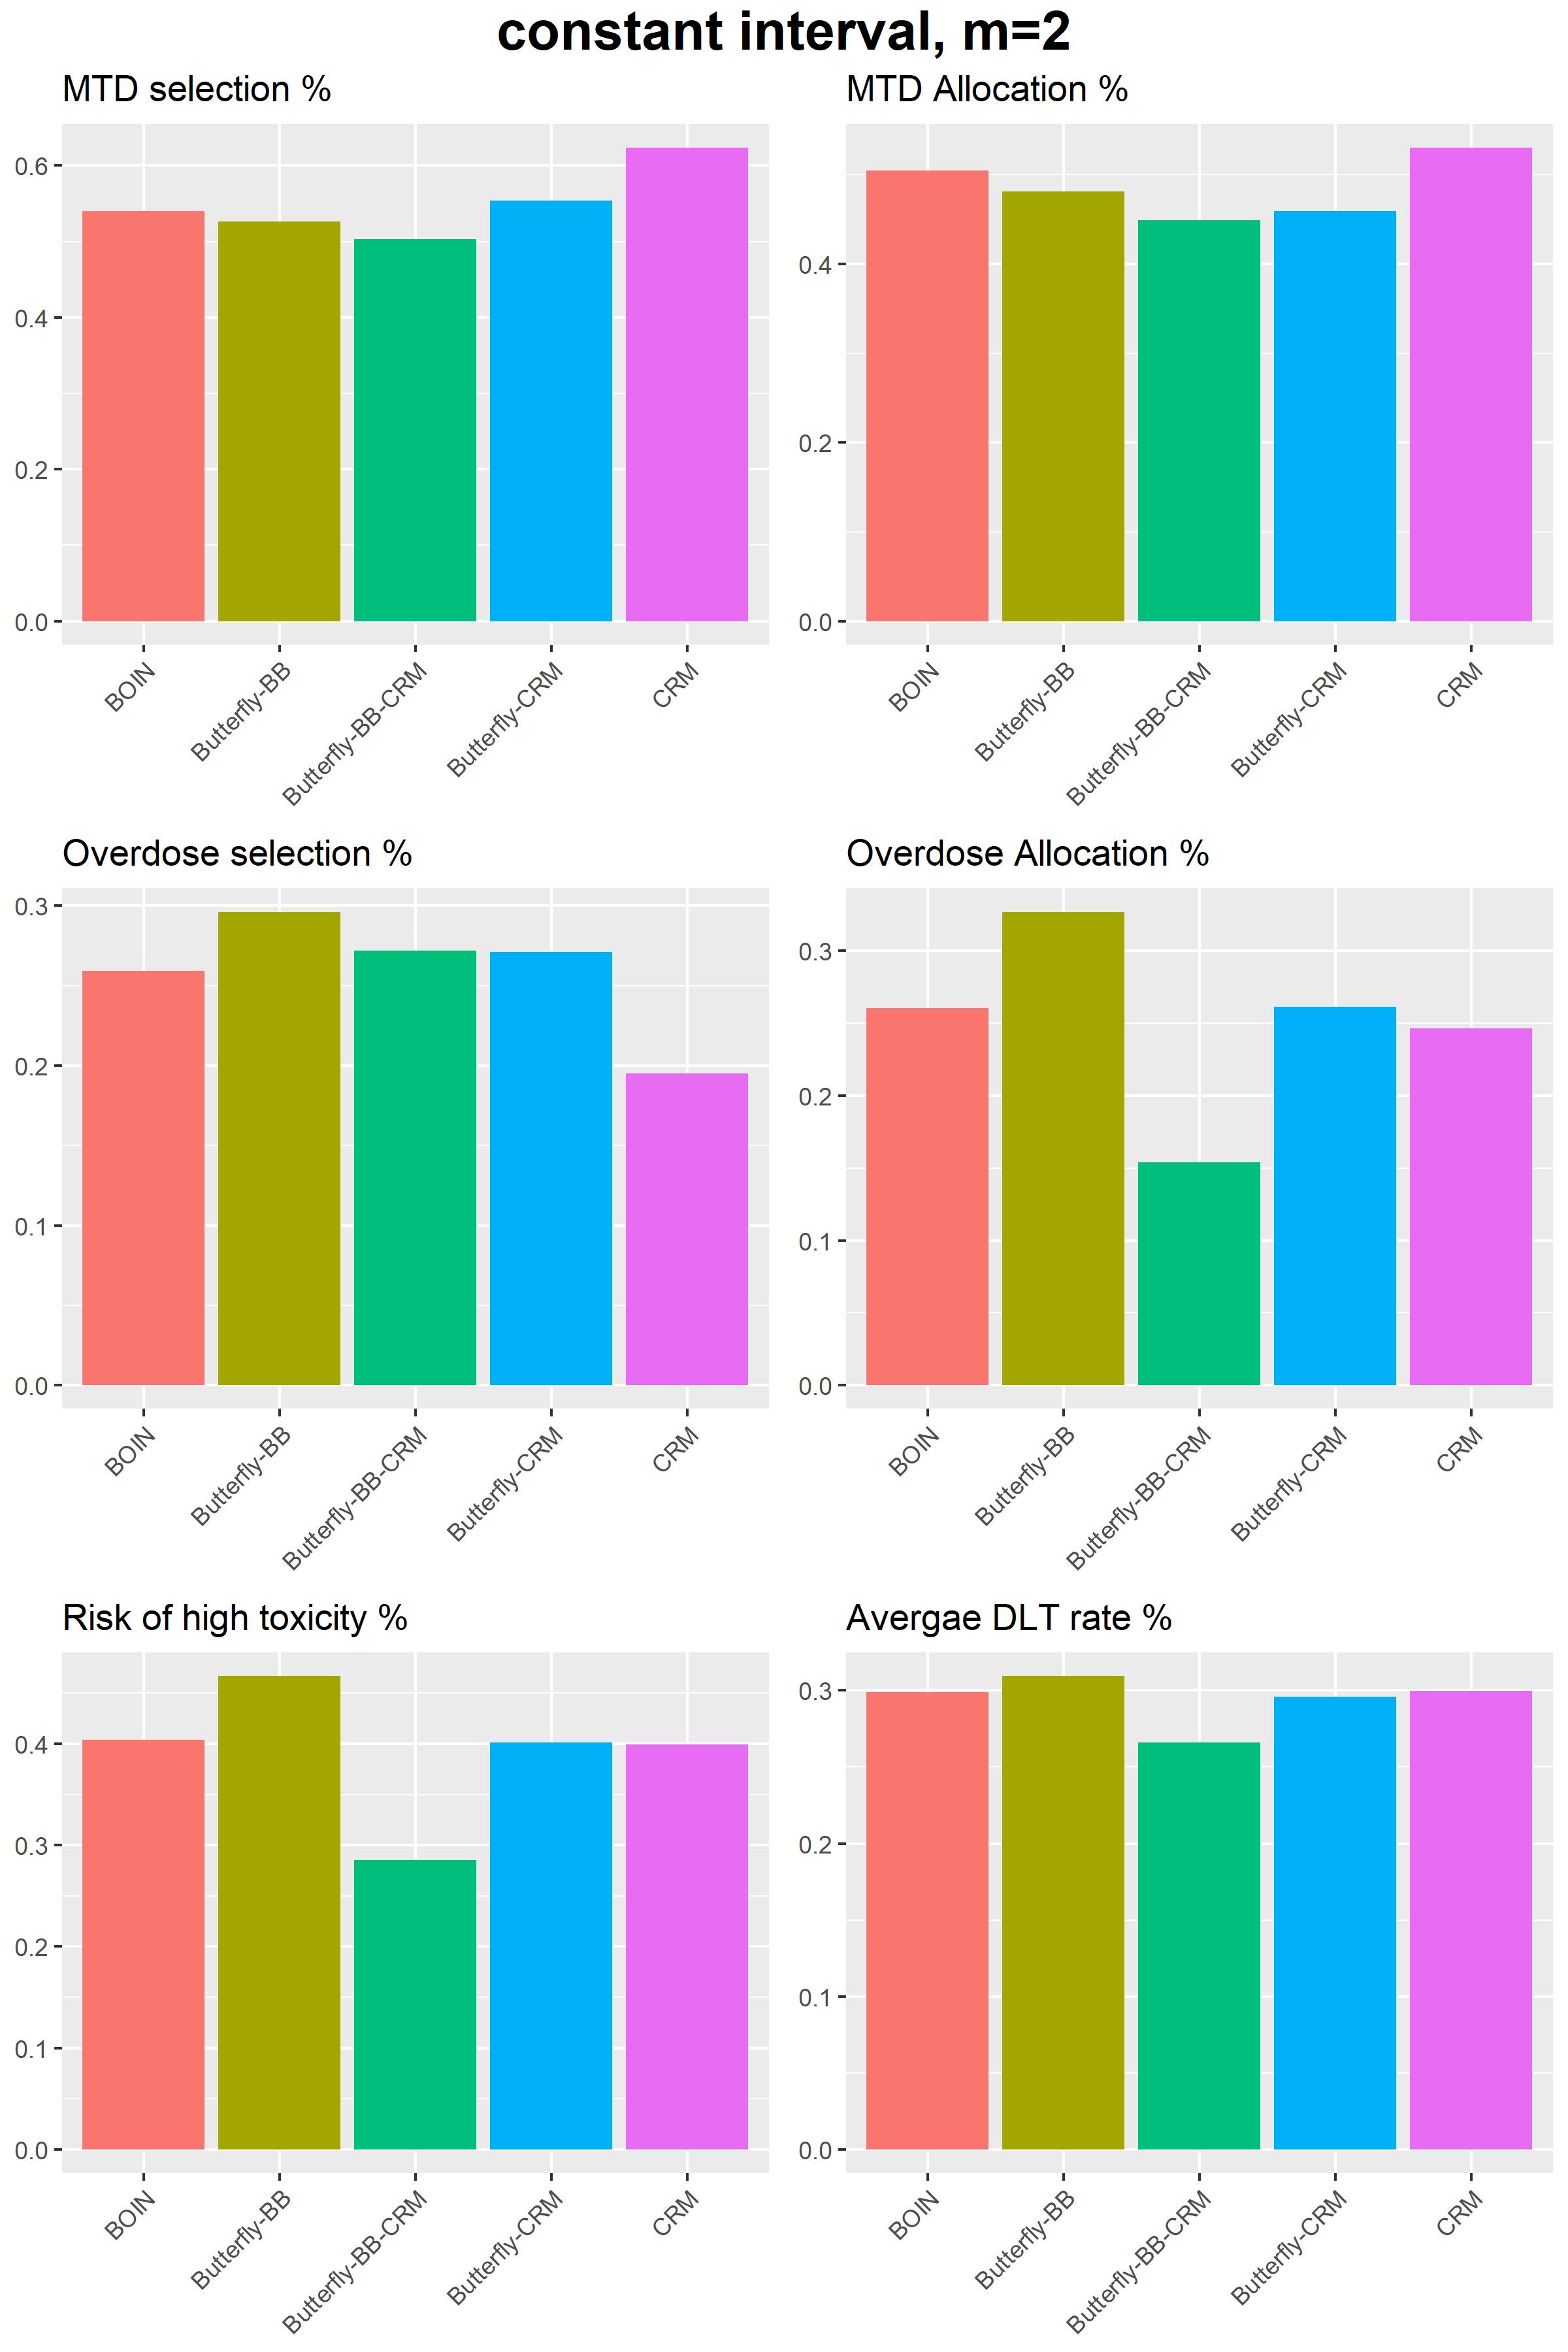 constant interval, m=2
MTD selection %
0.6
0.4
0.2
0.0
BOIN
Butterfly-BB
Butterfly-BB-CRM
Butterfly-CRM
CRM
MTD Allocation %
0.4
0.2
0.0
BOIN
Butterfly-BB
Butterfly-BB-CRM
Butterfly-CRM
CRM
Overdose selection %
0.3
0.2
0.1
0.0
BOIN
Butterfly-BB
Butterfly-BB-CRM
Butterfly-CRM
CRM
Overdose Allocation %
0.3
0.2
0.1
0.0
BOIN
Butterfly-BB
Butterfly-BB-CRM
Butterfly-CRM
CRM
Risk of high toxicity %
0.4
0.3
0.2
0.1
0.0
BOIN
Butterfly-BB
Butterfly-BB-CRM
Butterfly-CRM
CRM
Avergae DLT rate %
0.3
0.2
0.1
0.0
BOIN
Butterfly-BB
Butterfly-BB-CRM
Butterfly-CRM
CRM